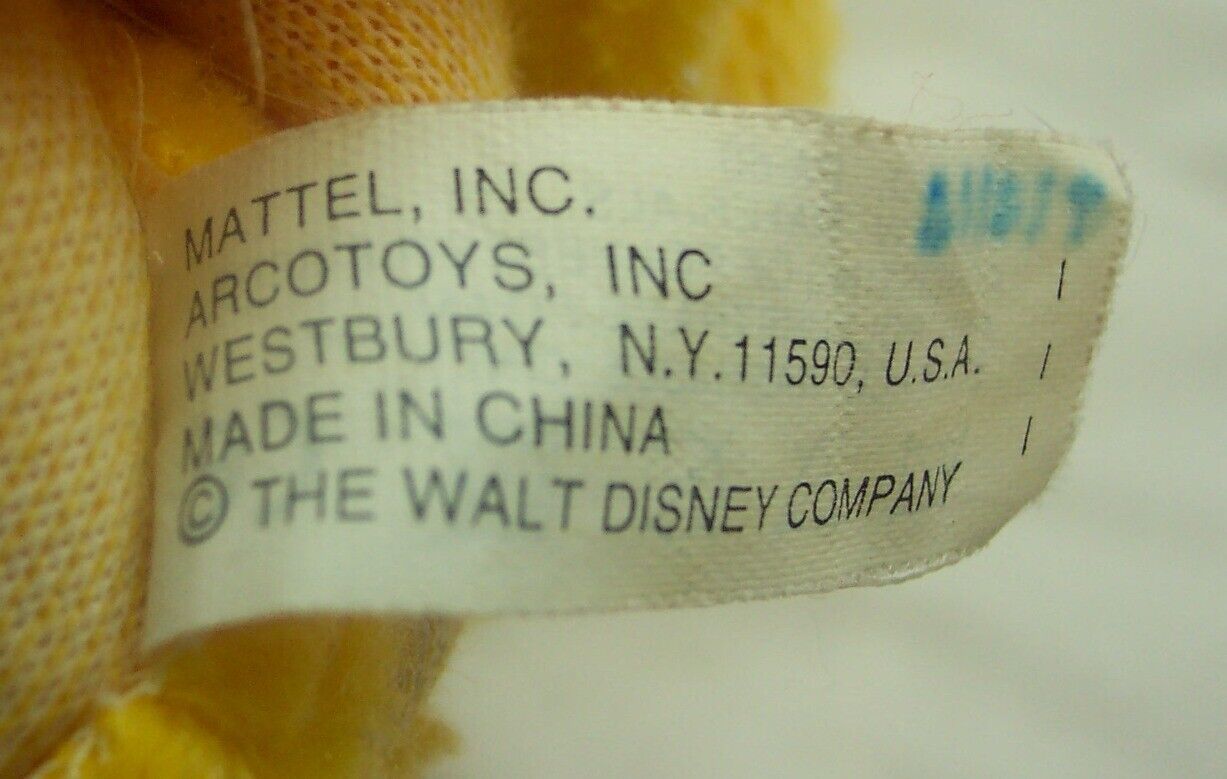 MATTEL, INC.
ARCOTOYS, INC
WESTBURY, N.Y. 11590, U.S.A.
MADE IN CHINA
© THE WALT DISNEY COMPANY